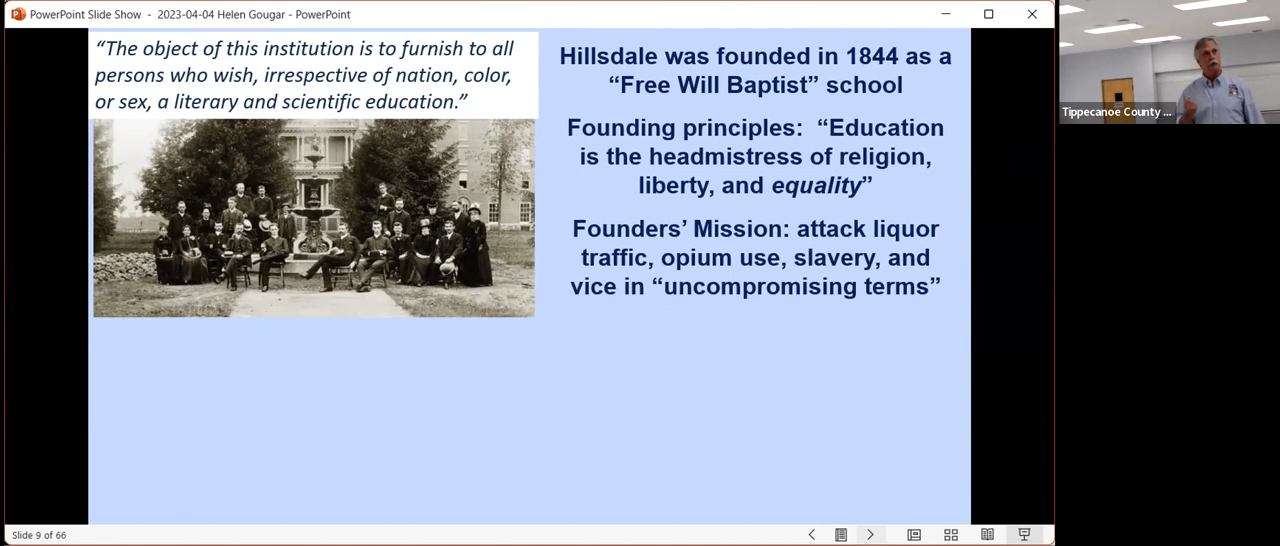 PowerPoint Slide Show - 2023-04-04 Helen Gougar - PowerPoint
“The object of this institution is to furnish to all
persons who wish, irrespective of nation, color,
or sex, a literary and scientific education.”
Hillsdale was founded in 1844 as a
“Free Will Baptist” school
Founding principles: “Education
is the headmistress of religion,
liberty, and equality”
Founders’ Mission: attack liquor
traffic, opium use, slavery, and
vice in “uncompromising terms”
Tippecanoe County ...
Slide 9 of 66